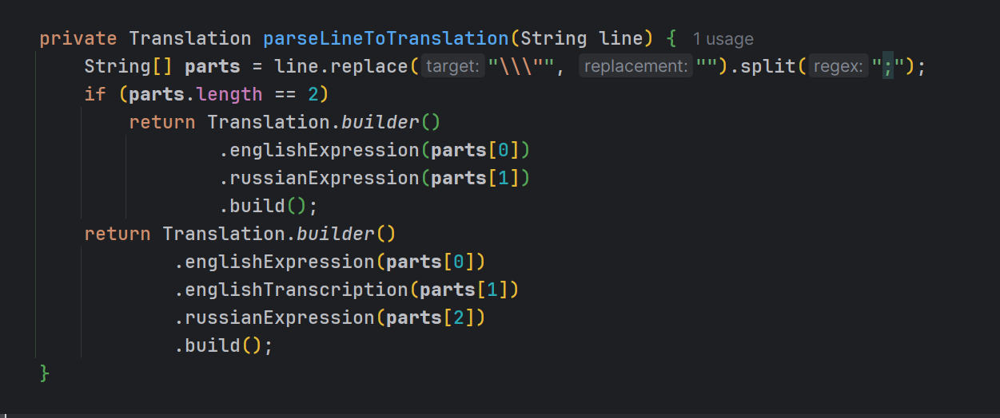 private Translation parseLineToTranslation(String line) { 1 usage
String[] parts = line.replace( target: "\\\"", replacement: "").split( regex: ";");
if (parts.length == 2)
return Translation.builder()
.englishExpression(parts[0])
.russianExpression(parts[1])
.build();
return Translation.builder()
.englishExpression(parts[0])
.englishTranscription(parts[1])
.russianExpression(parts[2])
.build();
}